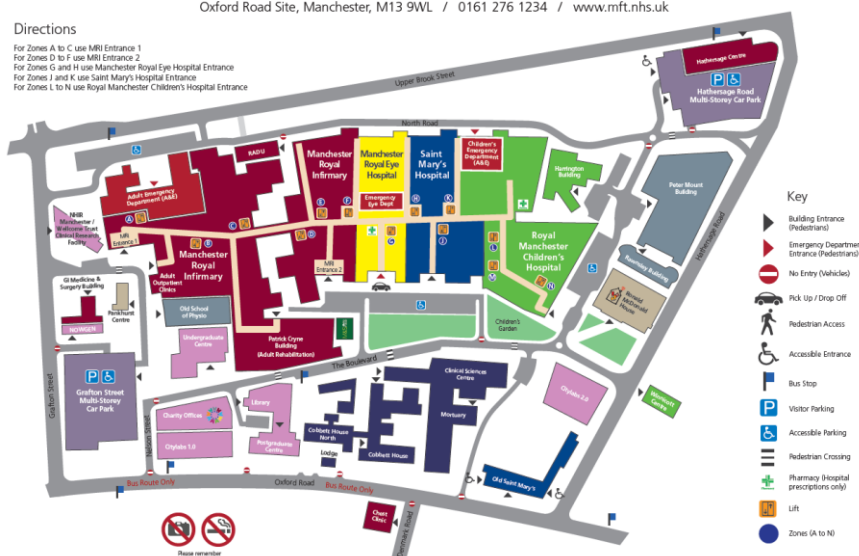 Oxford Road Site, Manchester, M13 9WL / 0161 276 1234 / www.mft.nhs.uk
Directions
For Zones A to C use MRI Entrance 1
For Zones D to F use MRI Entrance 2
For Zones G and H use Manchester Royal Eye Hospital Entrance
For Zones J and K use Saint Mary's Hospital Entrance
For Zones L to N use Royal Manchester Children's Hospital Entrance
Upper Brook Street
Hathersage Centre
Hathersage Road
Multi-Storey Car Park
North Road
RADU
Manchester
Royal
Infirmary
Manchester
Royal Eye
Hospital
Saint
Mary's
Hospital
Children's
Emergency
Department
(A&E)
Harrington
Building
Peter Mount
Building
Hathersage Road
Adult Emergency
Department (A&E)
Emergency
Eye Dept
NIHR
Manchester /
Wellcome Trust
Clinical Research
Facility
MRI
Entrance 1
A
B
C
D
E
F
G
H
J
K
L
M
N
Manchester
Royal
Infirmary
MRI
Entrance 2
Royal
Manchester
Children's
Hospital
Rawnsley Building
Ronald
McDonald
House
Adult
Outpatient
Clinics
GI Medicine &
Surgery Building
Penkhurst
Centre
NOWGEN
Old School
of Physio
Undergraduate
Centre
Patrick Cryne
Building
(Adult Rehabilitation)
Children's
Garden
The Boulevard
Grafton Street
Grafton Street
Multi-Storey
Car Park
Nelson Street
Charity Offices
Citylabs 1.0
Library
Postgraduate
Centre
Cobbett House
North
Lodge
Cobbett House
Clinical Sciences
Centre
Mortuary
Citylabs 2.0
Old Saint Mary's
Bus Route Only
Oxford Road
Bus Route Only
Chest
Clinic
Denmark Road
Please remember
Key
Building Entrance
(Pedestrians)
Emergency Departmen
Entrance (Pedestrians)
No Entry (Vehicles)
Pick Up / Drop Off
Pedestrian Access
Accessible Entrance
Bus Stop
Visitor Parking
Accessible Parking
Pedestrian Crossing
Pharmacy (Hospital
prescriptions only)
Lift
Zones (A to N)